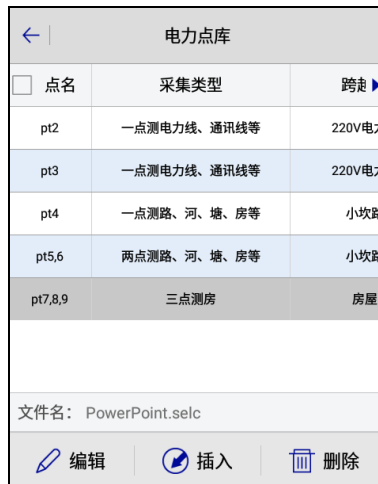 电力点库
点名 采集类型 跨越
pt2 一点测电力线、通讯线等 220V电
pt3 一点测电力线、通讯线等 220V电
pt4 一点测路、河、塘、房等 小坎
pt5,6 两点测路、河、塘、房等 小坎
pt7,8,9 三点测房 房屋
文件名: PowerPoint.selc
编辑 插入 删除